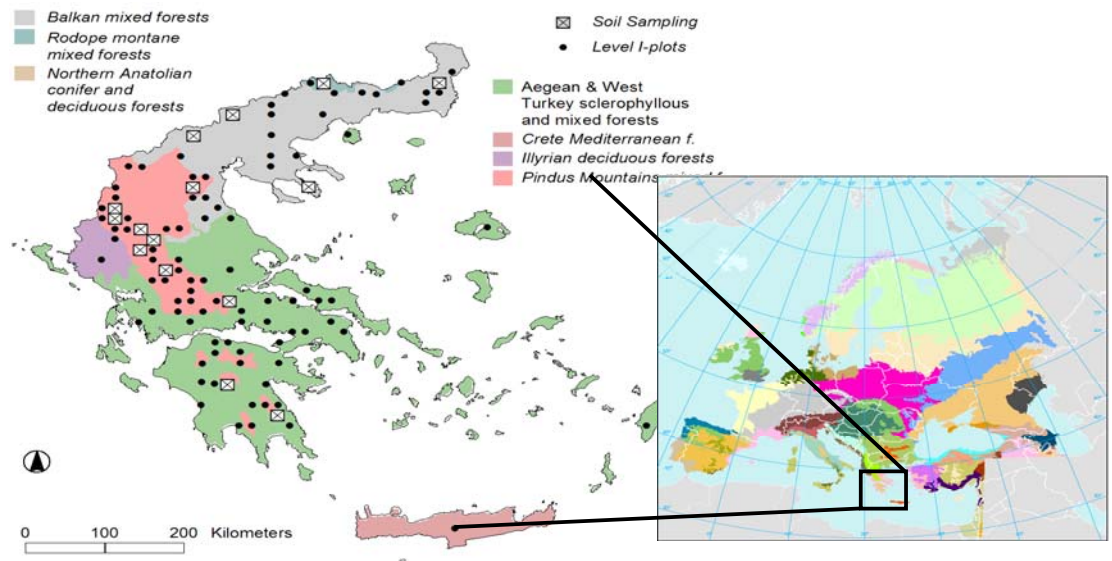 Balkan mixed forests
Rodope montane
mixed forests
Northern Anatolian
conifer and
deciduous forests
Soil Sampling
Level I-plots
Aegean & West
Turkey sclerophyllous
and mixed forests
Crete Mediterranean f.
Illyrian deciduous forests
Pindus Mountains mixed f.
0 100 200 Kilometers